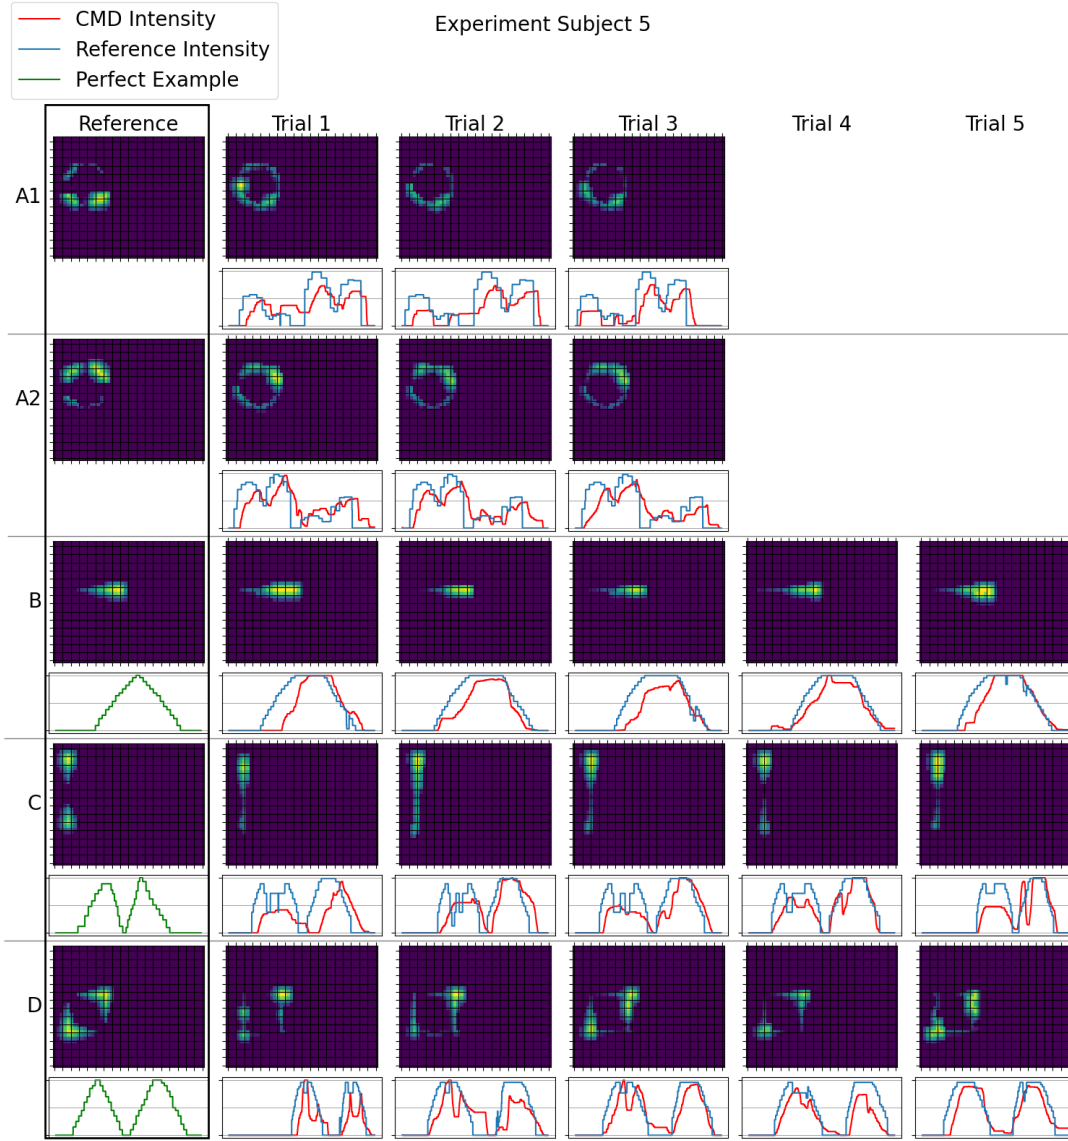 CMD Intensity
Reference Intensity
Perfect Example
Experiment Subject 5
Reference Trial 1 Trial 2 Trial 3 Trial 4 Trial 5
A1
A2
B
C
D